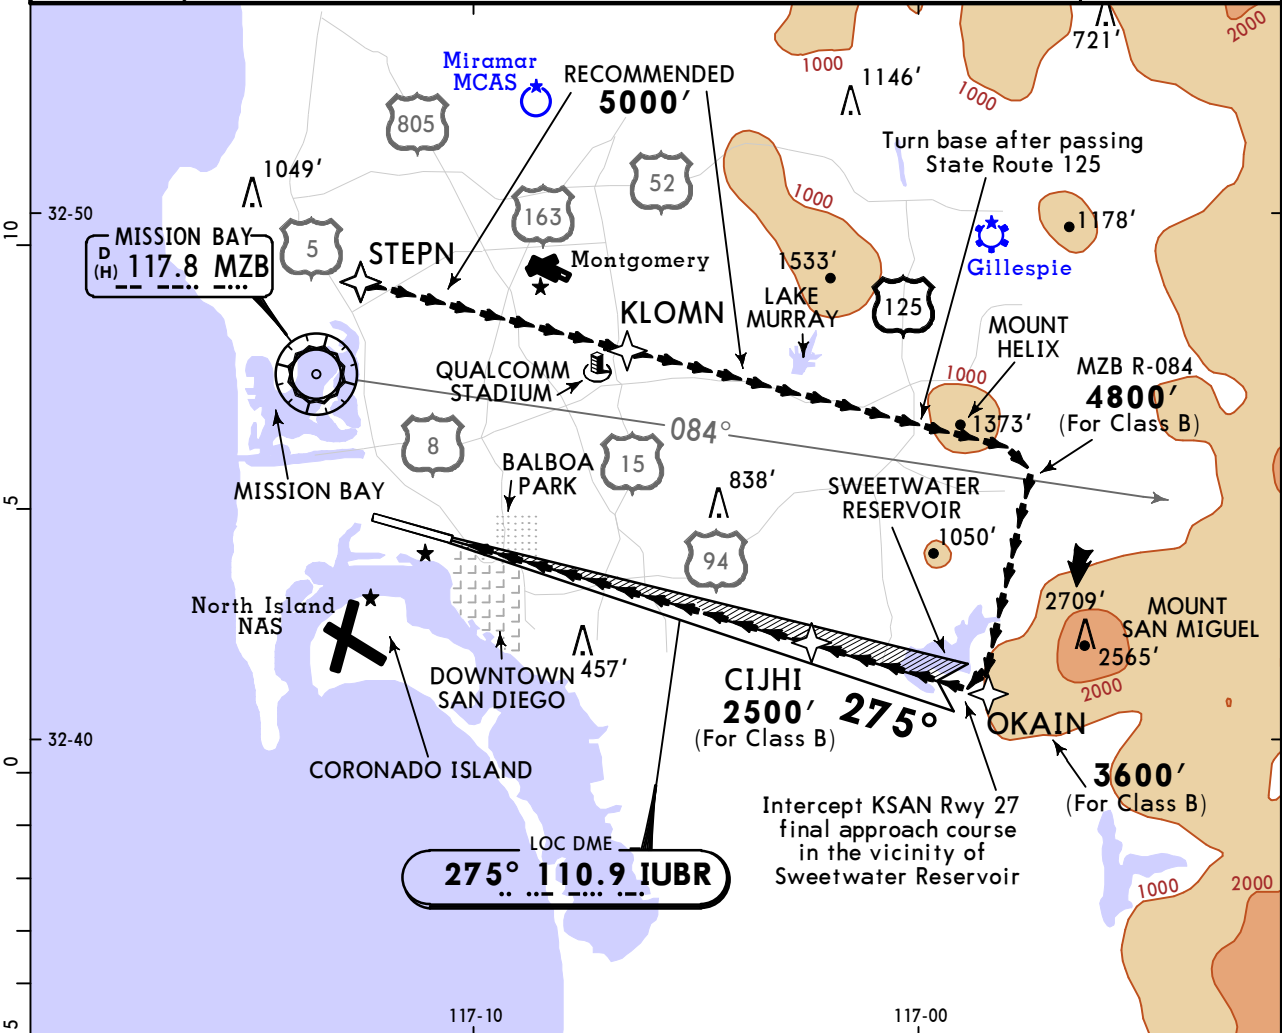 2000
721'
1000
1000
Miramar
MCAS
RECOMMENDED
5000'
1146'
805
Turn base after passing
State Route 125
1049'
52
1000
163
32-50
10
1178'
MISSION BAY
D
(H) 117.8 MZB
5
STEPN
Montgomery
1533'
Gillespie
LAKE
MURRAY
125
KLOMN
MOUNT
HELIX
QUALCOMM
STADIUM
1000
MZB R-084
4800'
(For Class B)
1373'
084°
8
15
BALBOA
PARK
MISSION BAY
838'
SWEETWATER
RESERVOIR
5
1050'
94
North Island
NAS
2709'
MOUNT
SAN MIGUEL
2565'
2000
DOWNTOWN
SAN DIEGO
457'
CIJHI
2500'
(For Class B)
275°
OKAIN
32-40
0
CORONADO ISLAND
3600'
(For Class B)
Intercept KSAN Rwy 27
final approach course
in the vicinity of
Sweetwater Reservoir
LOC DME
275° 110.9 IUBR
1000
2000
117-10
117-00
5